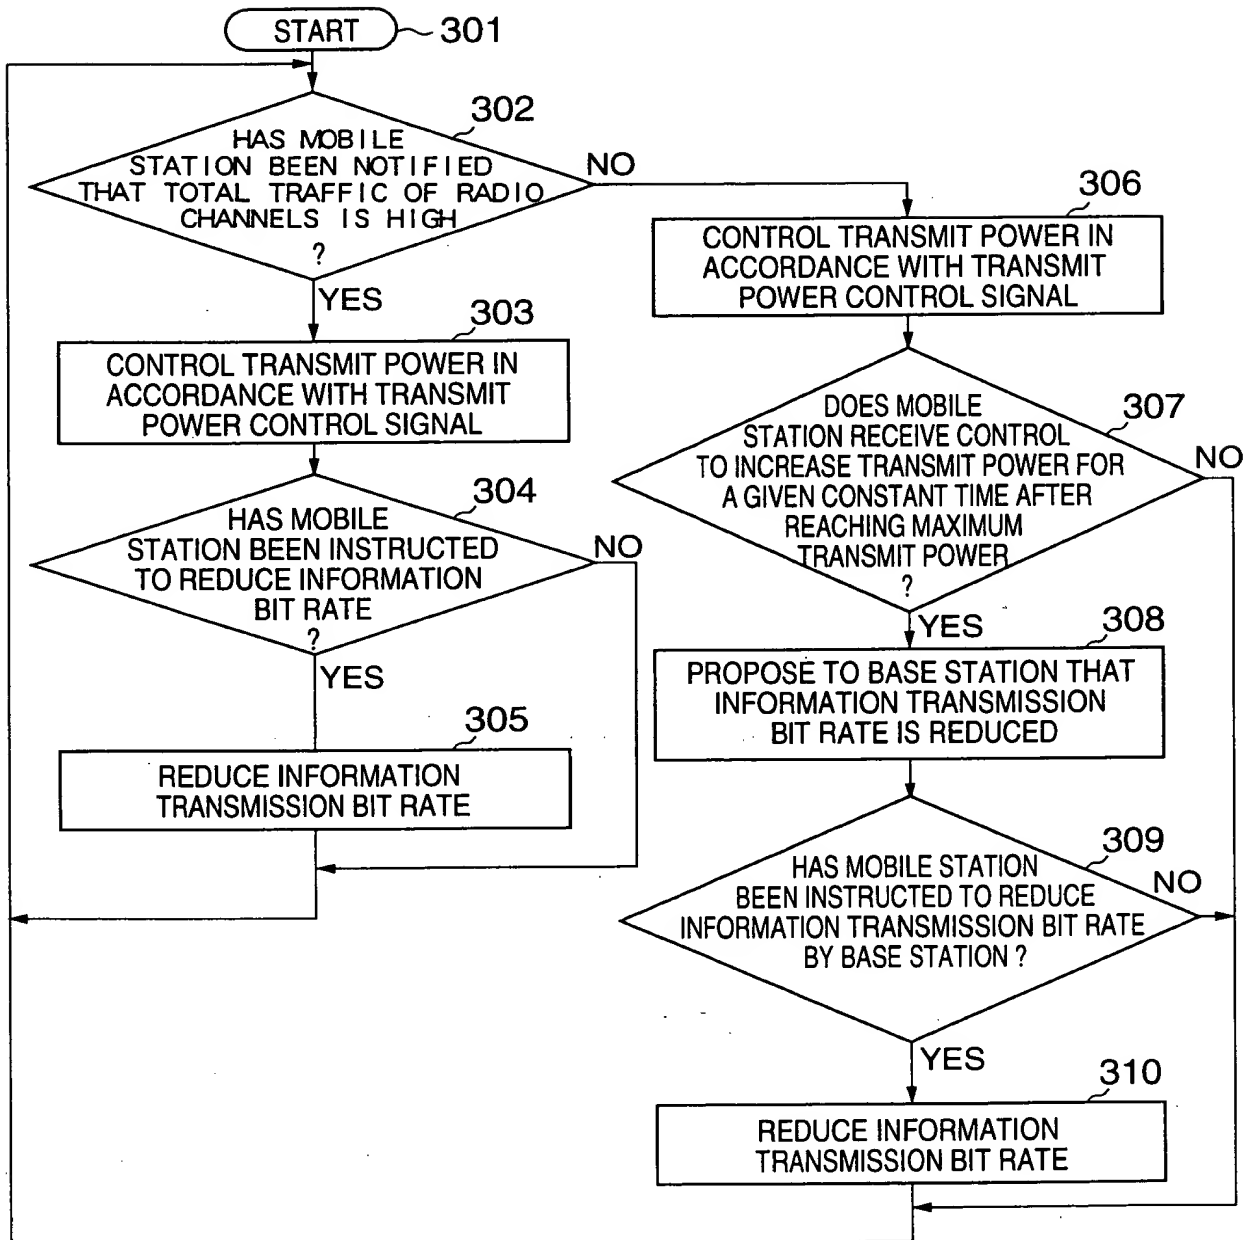 START
301
302
HAS MOBILE
STATION BEEN NOTIFIED
THAT TOTAL TRAFFIC OF RADIO
CHANNELS IS HIGH
?
NO
YES
303
CONTROL TRANSMIT POWER IN
ACCORDANCE WITH TRANSMIT
POWER CONTROL SIGNAL
304
HAS MOBILE
STATION BEEN INSTRUCTED
TO REDUCE INFORMATION
BIT RATE
?
NO
YES
305
REDUCE INFORMATION
TRANSMISSION BIT RATE
306
CONTROL TRANSMIT POWER IN
ACCORDANCE WITH TRANSMIT
POWER CONTROL SIGNAL
307
DOES MOBILE
STATION RECEIVE CONTROL
TO INCREASE TRANSMIT POWER FOR
A GIVEN CONSTANT TIME AFTER
REACHING MAXIMUM
TRANSMIT POWER
?
NO
YES
308
PROPOSE TO BASE STATION THAT
INFORMATION TRANSMISSION
BIT RATE IS REDUCED
309
HAS MOBILE STATION
BEEN INSTRUCTED TO REDUCE
INFORMATION TRANSMISSION BIT RATE
BY BASE STATION ?
NO
YES
310
REDUCE INFORMATION
TRANSMISSION BIT RATE